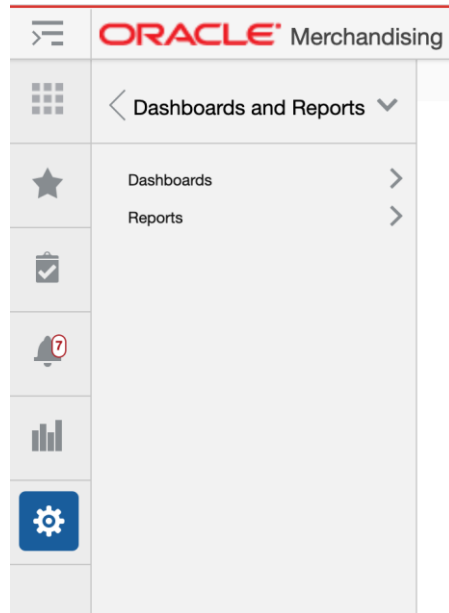 ORACLE® Merchandising
Dashboards and Reports
Dashboards
Reports
7